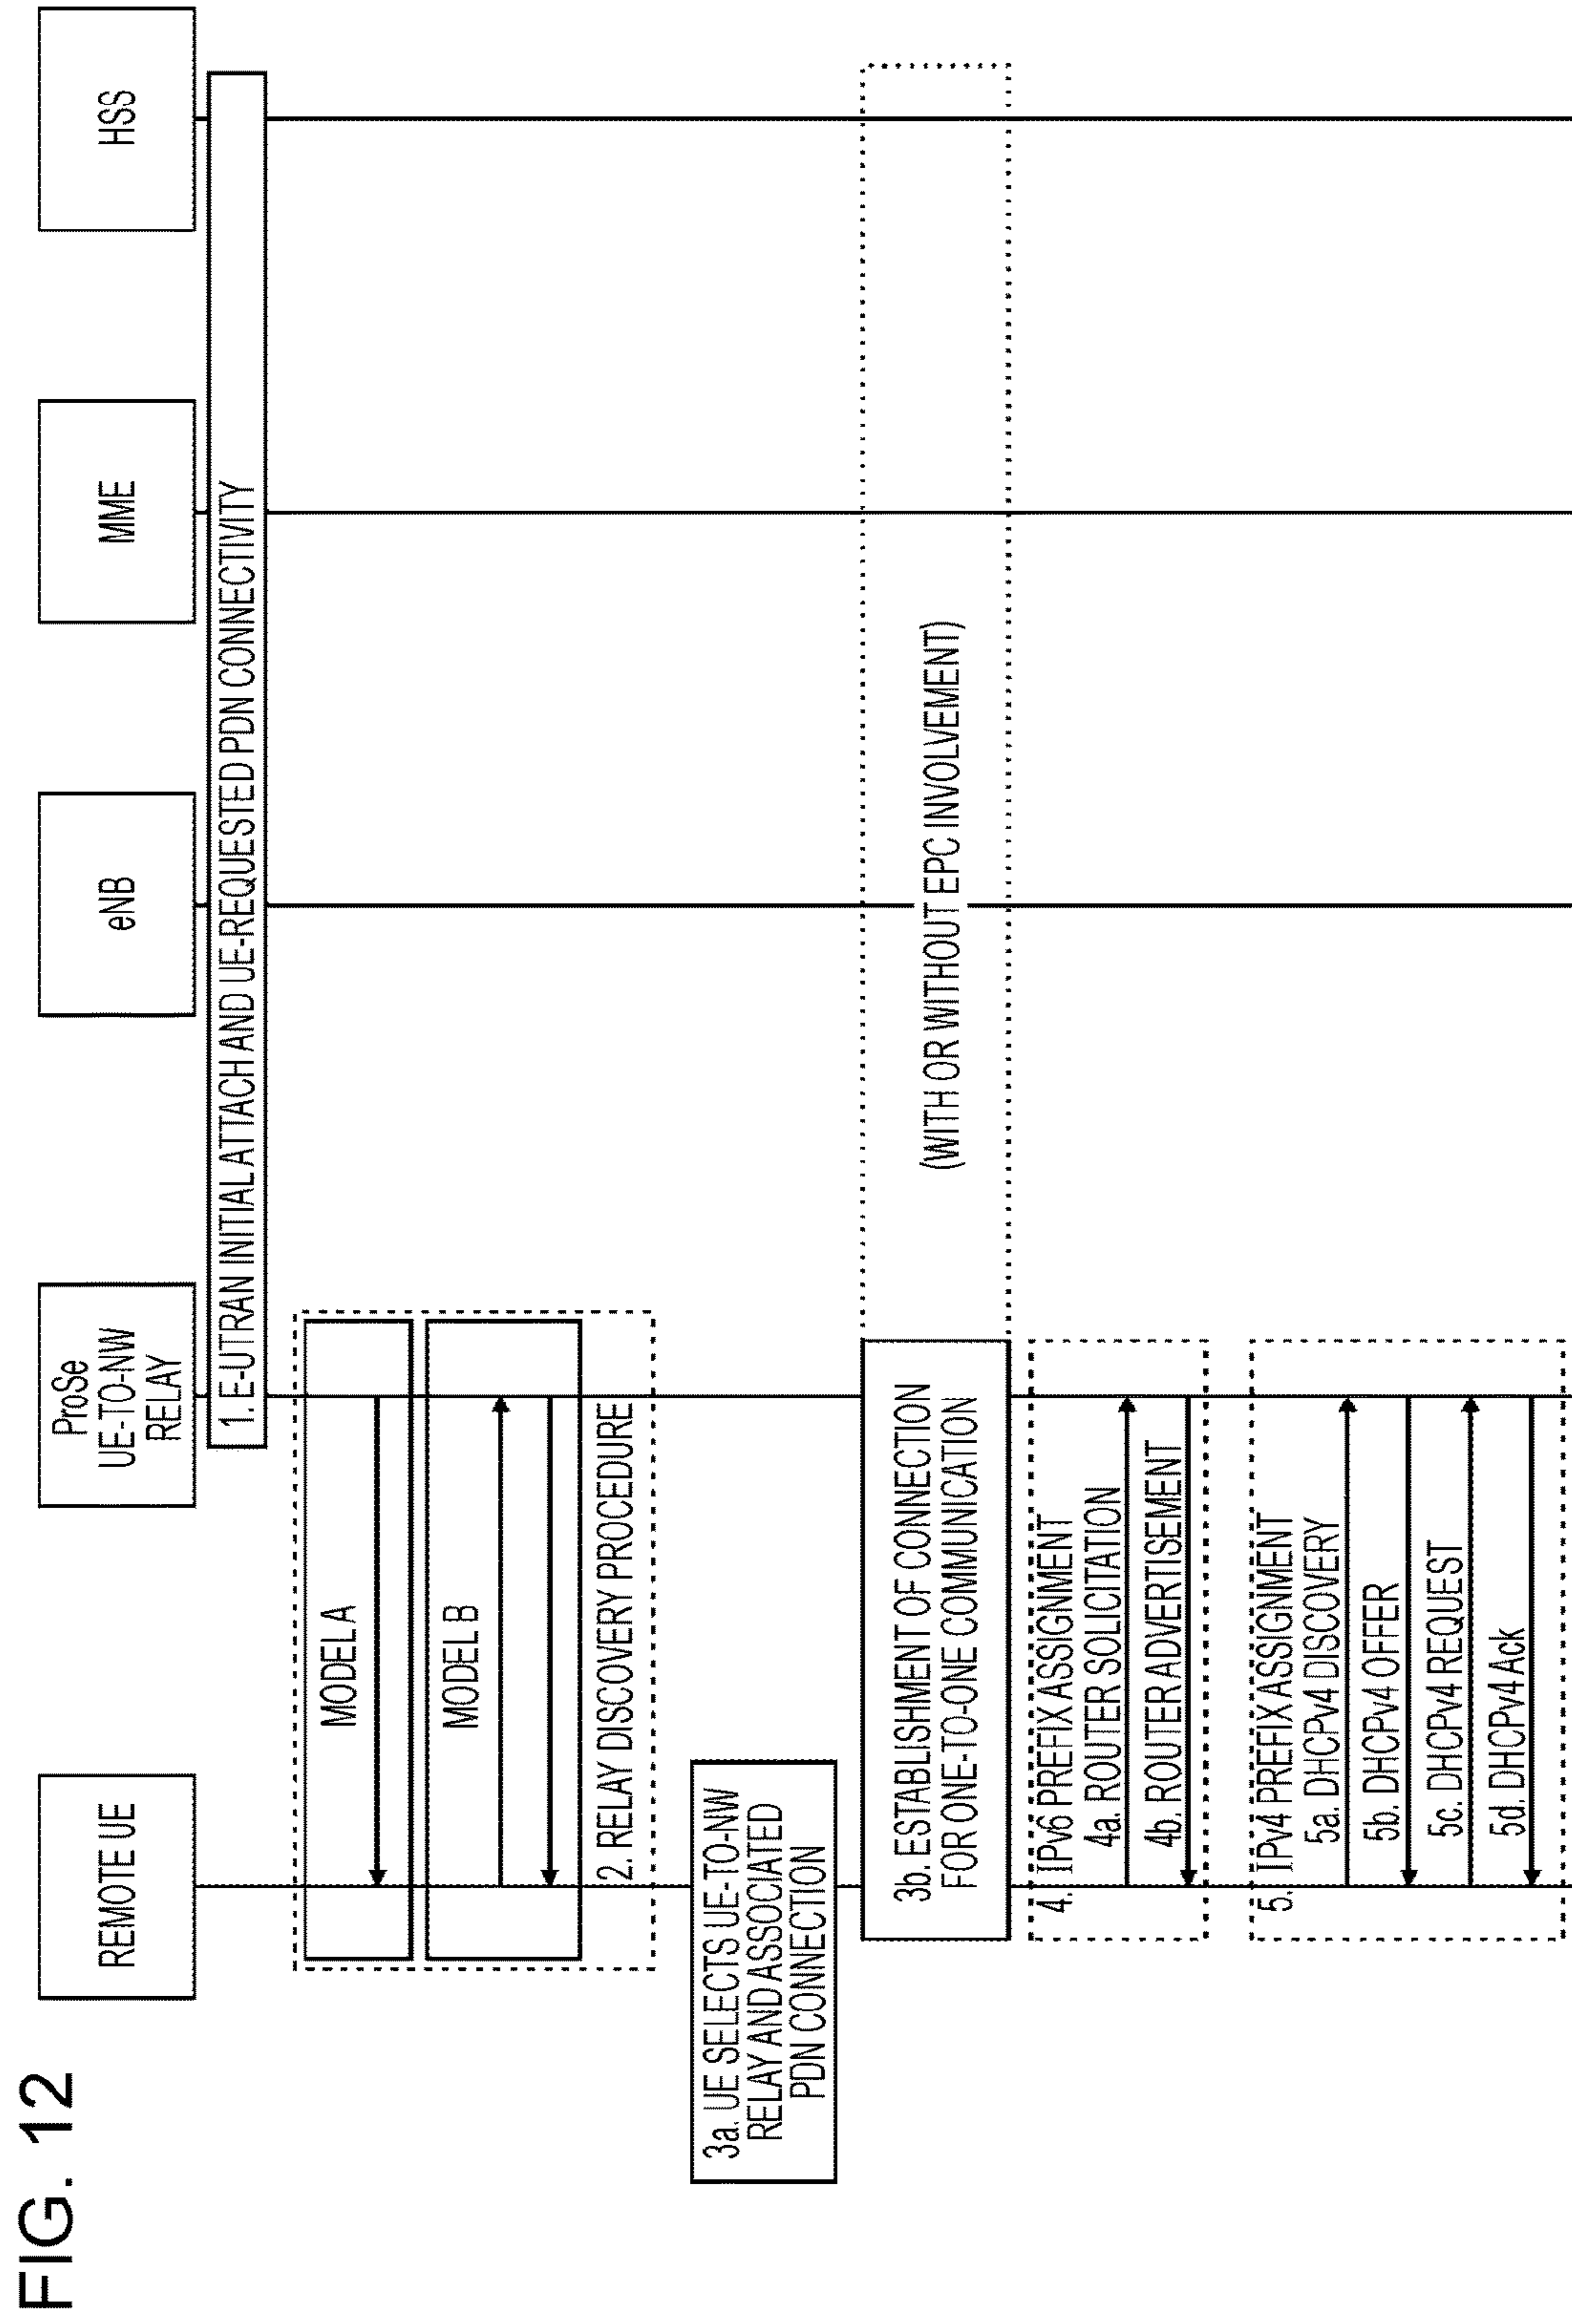 FIG. 12
REMOTE UE
ProSe
UE-TO-NW
RELAY
eNB
MME
HSS
1. E-UTRAN INITIAL ATTACH AND UE-REQUESTED PDN CONNECTIVITY
MODEL A
MODEL B
2. RELAY DISCOVERY PROCEDURE
3a. UE SELECTS UE-TO-NW
RELAY AND ASSOCIATED
PDN CONNECTION
3b. ESTABLISHMENT OF CONNECTION
FOR ONE-TO-ONE COMMUNICATION
(WITH OR WITHOUT EPC INVOLVEMENT)
4. IPv6 PREFIX ASSIGNMENT
4a. ROUTER SOLICITATION
4b. ROUTER ADVERTISEMENT
5. IPv4 PREFIX ASSIGNMENT
5a. DHCPv4 DISCOVERY
5b. DHCPv4 OFFER
5c. DHCPv4 REQUEST
5d. DHCPv4 Ack